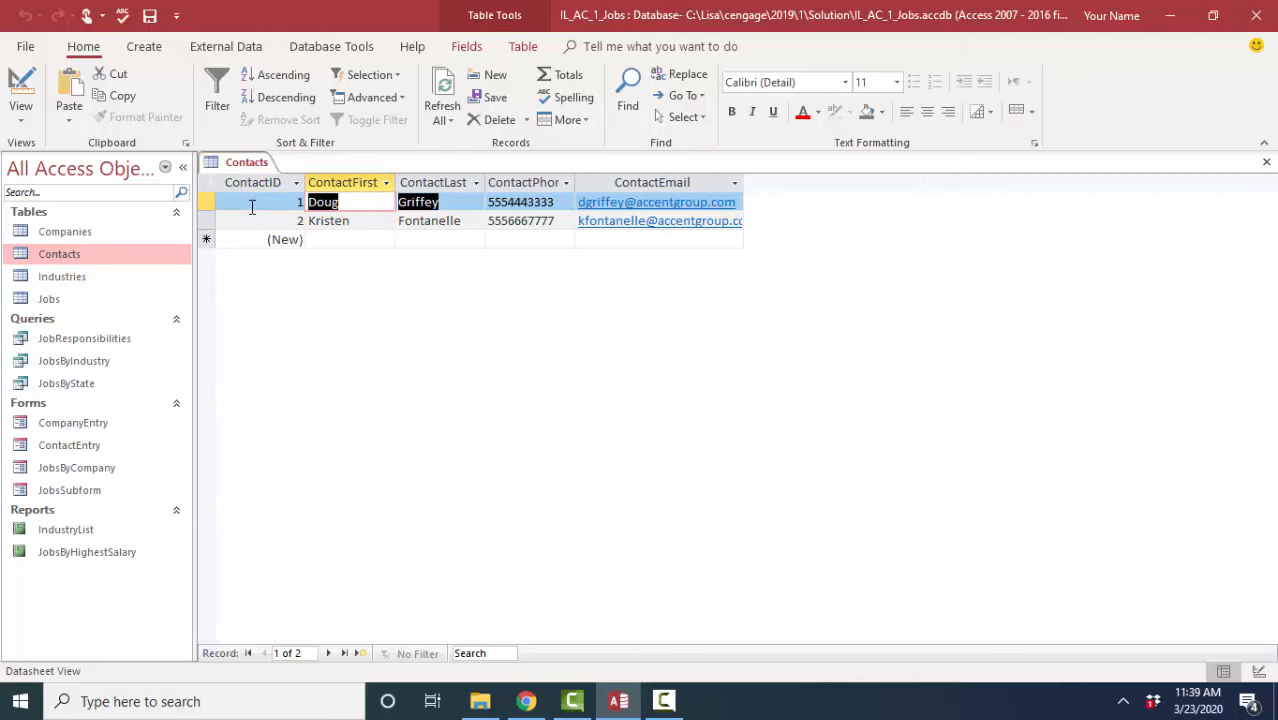 Table Tools
IL_AC_1_Jobs : Database- C:\Lisa\cengage\2019\1\Solution\IL_AC_1_Jobs.accdb (Access 2007 - 2016 fi...
Your Name
File
Home
Create
External Data
Database Tools
Help
Fields
Table
Tell me what you want to do
View
Views
Paste
Cut
Copy
Format Painter
Clipboard
Filter
Ascending
Descending
Remove Sort
Selection
Advanced
Toggle Filter
Sort & Filter
Refresh
All
New
Save
Delete
Totals
Spelling
More
Records
Find
Replace
Go To
Select
Find
Calibri (Detail)
11
B I U
Text Formatting
All Access Obje...
Search...
Tables
Companies
Contacts
Industries
Jobs
Queries
JobResponsibilities
JobsByIndustry
JobsByState
Forms
CompanyEntry
ContactEntry
JobsByCompany
JobsSubform
Reports
IndustryList
JobsByHighestSalary
Contacts
ContactID ContactFirst ContactLast ContactPhor ContactEmail
1 Doug Griffey 5554443333 dgriffey@accentgroup.com
2 Kristen Fontanelle 5556667777 kfontanelle@accentgroup.cc
(New)
Record: 1 of 2 No Filter Search
Datasheet View
Type here to search
11:39 AM
3/23/2020
4